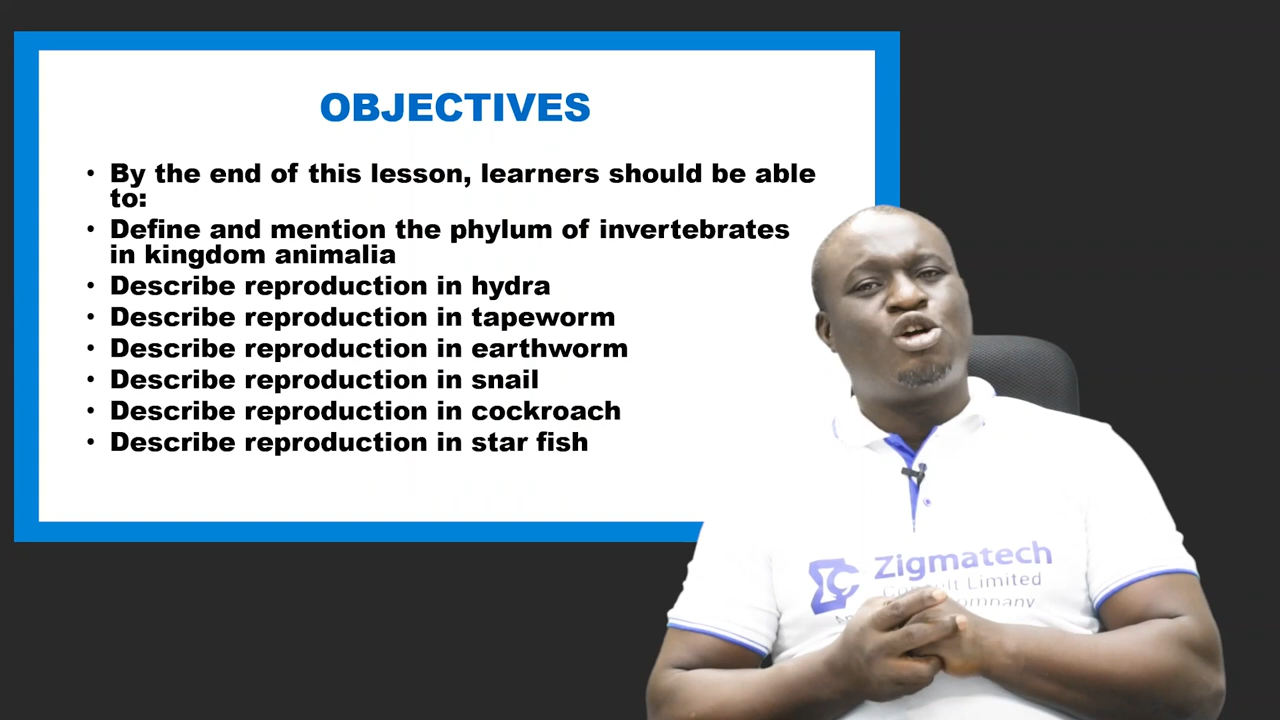 OBJECTIVES
• By the end of this lesson, learners should be able
to:
• Define and mention the phylum of invertebrates
in kingdom animalia
• Describe reproduction in hydra
• Describe reproduction in tapeworm
• Describe reproduction in earthworm
• Describe reproduction in snail
• Describe reproduction in cockroach
• Describe reproduction in star fish
Zigmatech
Limited